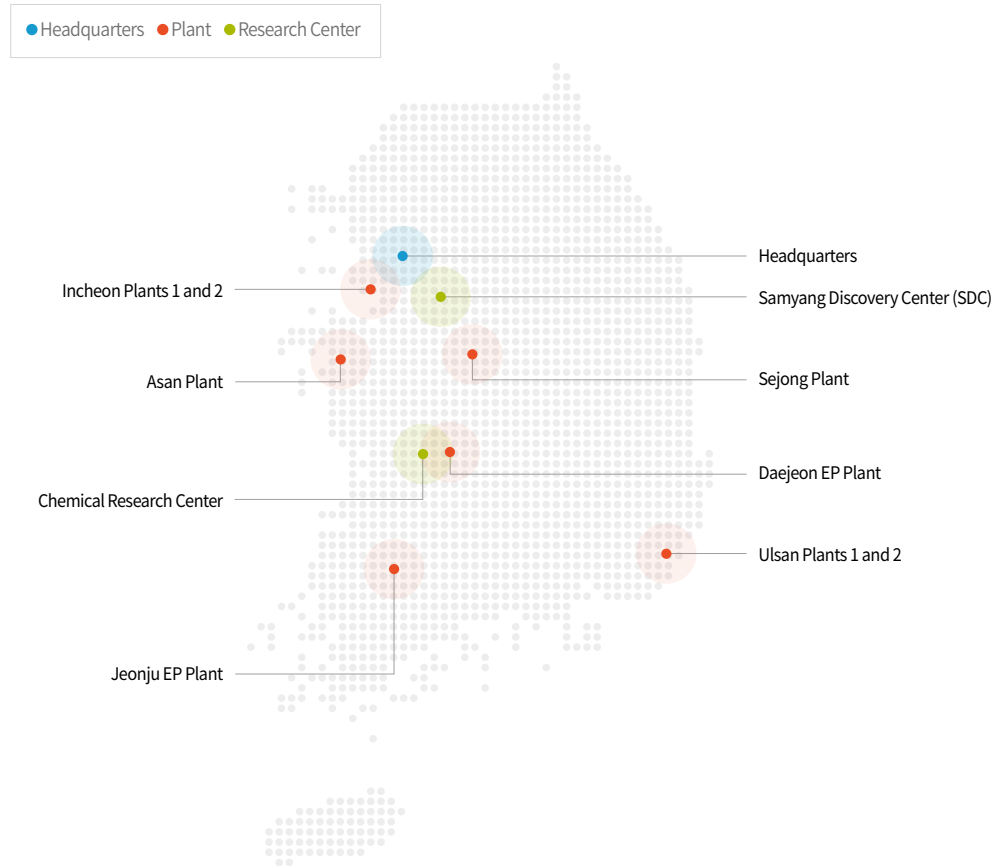 Headquarters Plant Research Center
Headquarters
Incheon Plants 1 and 2
Samyang Discovery Center (SDC)
Asan Plant
Sejong Plant
Daejeon EP Plant
Chemical Research Center
Ulsan Plants 1 and 2
Jeonju EP Plant